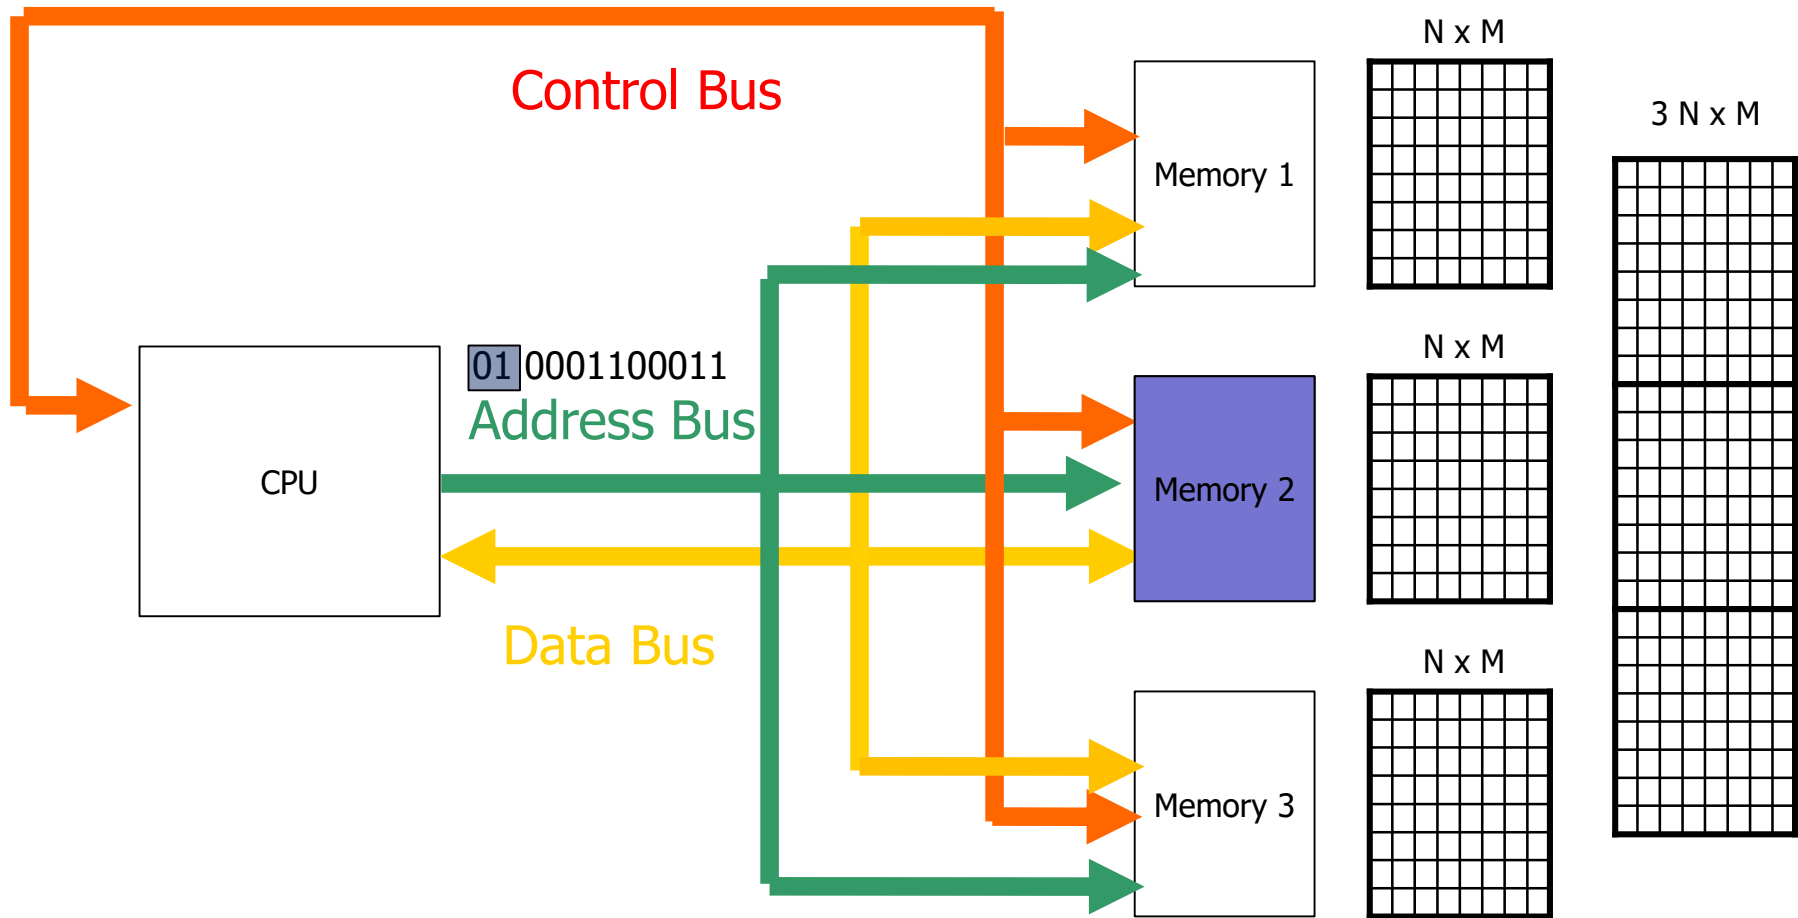 Control Bus
N x M
3 N x M
Memory 1
01 0001100011
Address Bus
CPU
N x M
Memory 2
Data Bus
N x M
Memory 3